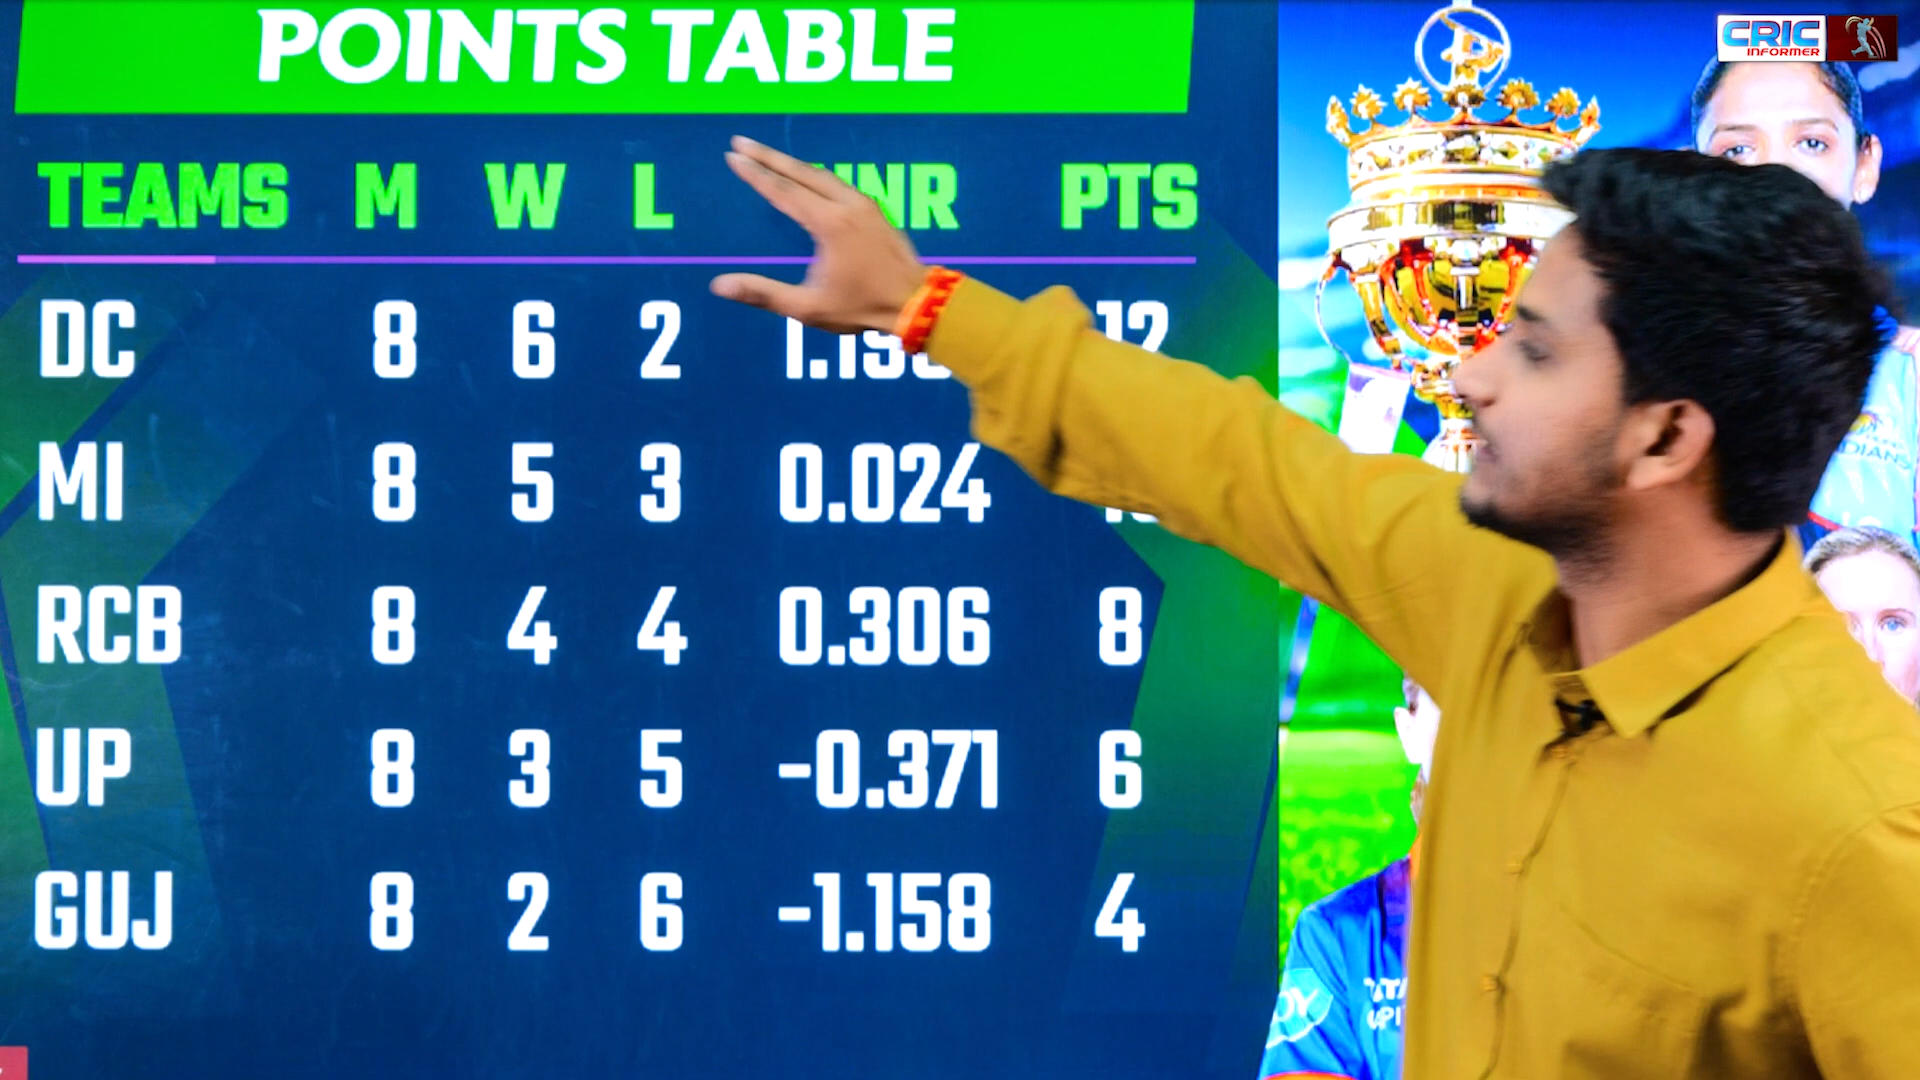 POINTS TABLE
CRIC
INFORMER
TEAMS M W L PTS
DC 8 6 2 12
MI 8 5 3 0.024
RCB 8 4 4 0.306 8
UP 8 3 5 -0.371 6
GUJ 8 2 6 -1.158 4